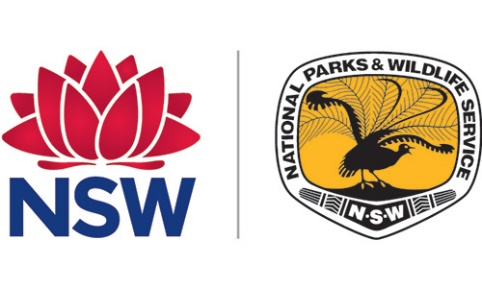 NSW
NATIONAL PARKS & WILDLIFE SERVICE
N·S·W